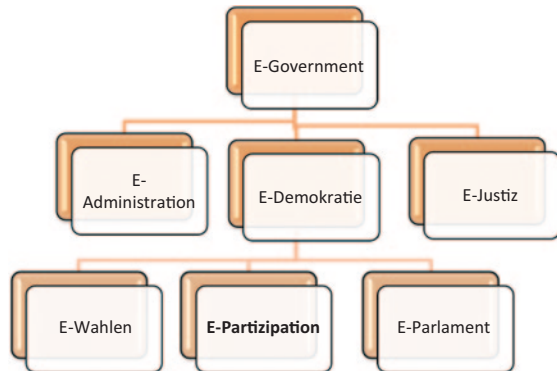 E-Government
E-
Administration
E-Demokratie
E-Justiz
E-Wahlen
E-Partizipation
E-Parlament